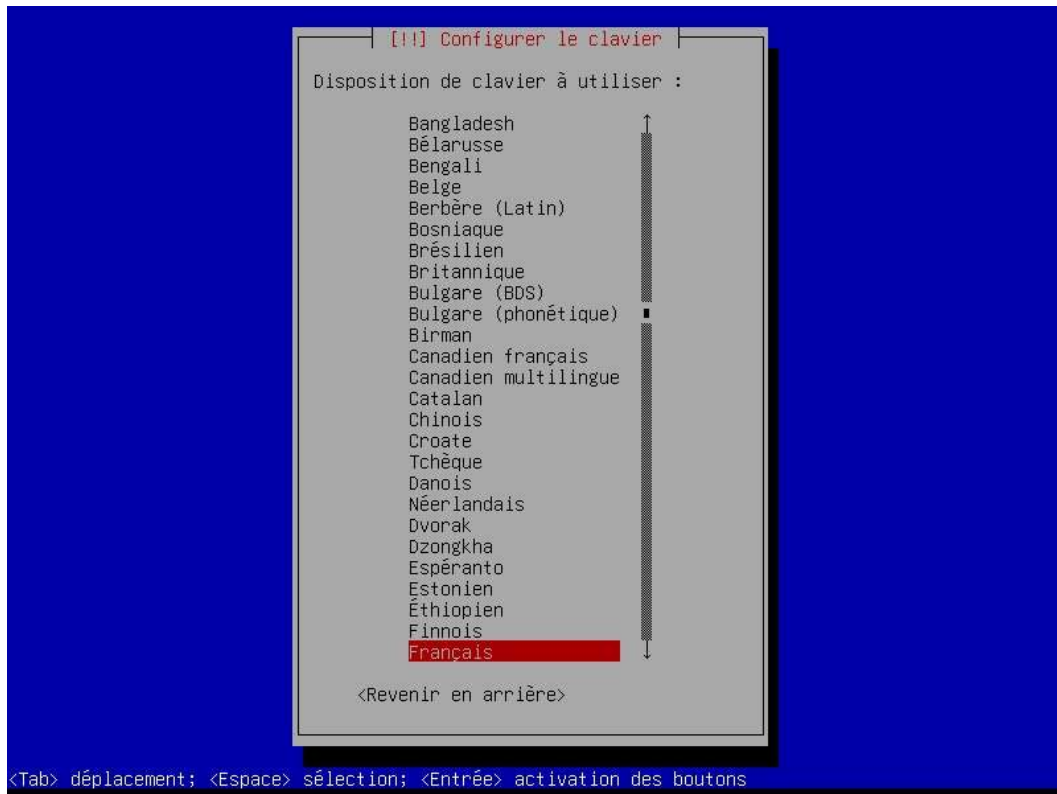 [!!] Configurer le clavier
Disposition de clavier à utiliser :
Bangladesh
Bélarusse
Bengali
Belge
Berbère (Latin)
Bosniaque
Brésilien
Britannique
Bulgare (BDS)
Bulgare (phonétique)
Birman
Canadien français
Canadien multilingue
Catalan
Chinois
Croate
Tchèque
Danois
Néerlandais
Dvorak
Dzongkha
Espéranto
Estonien
Éthiopien
Finnois
Français
<Revenir en arrière>
<Tab> déplacement; <Espace> sélection; <Entrée> activation des boutons